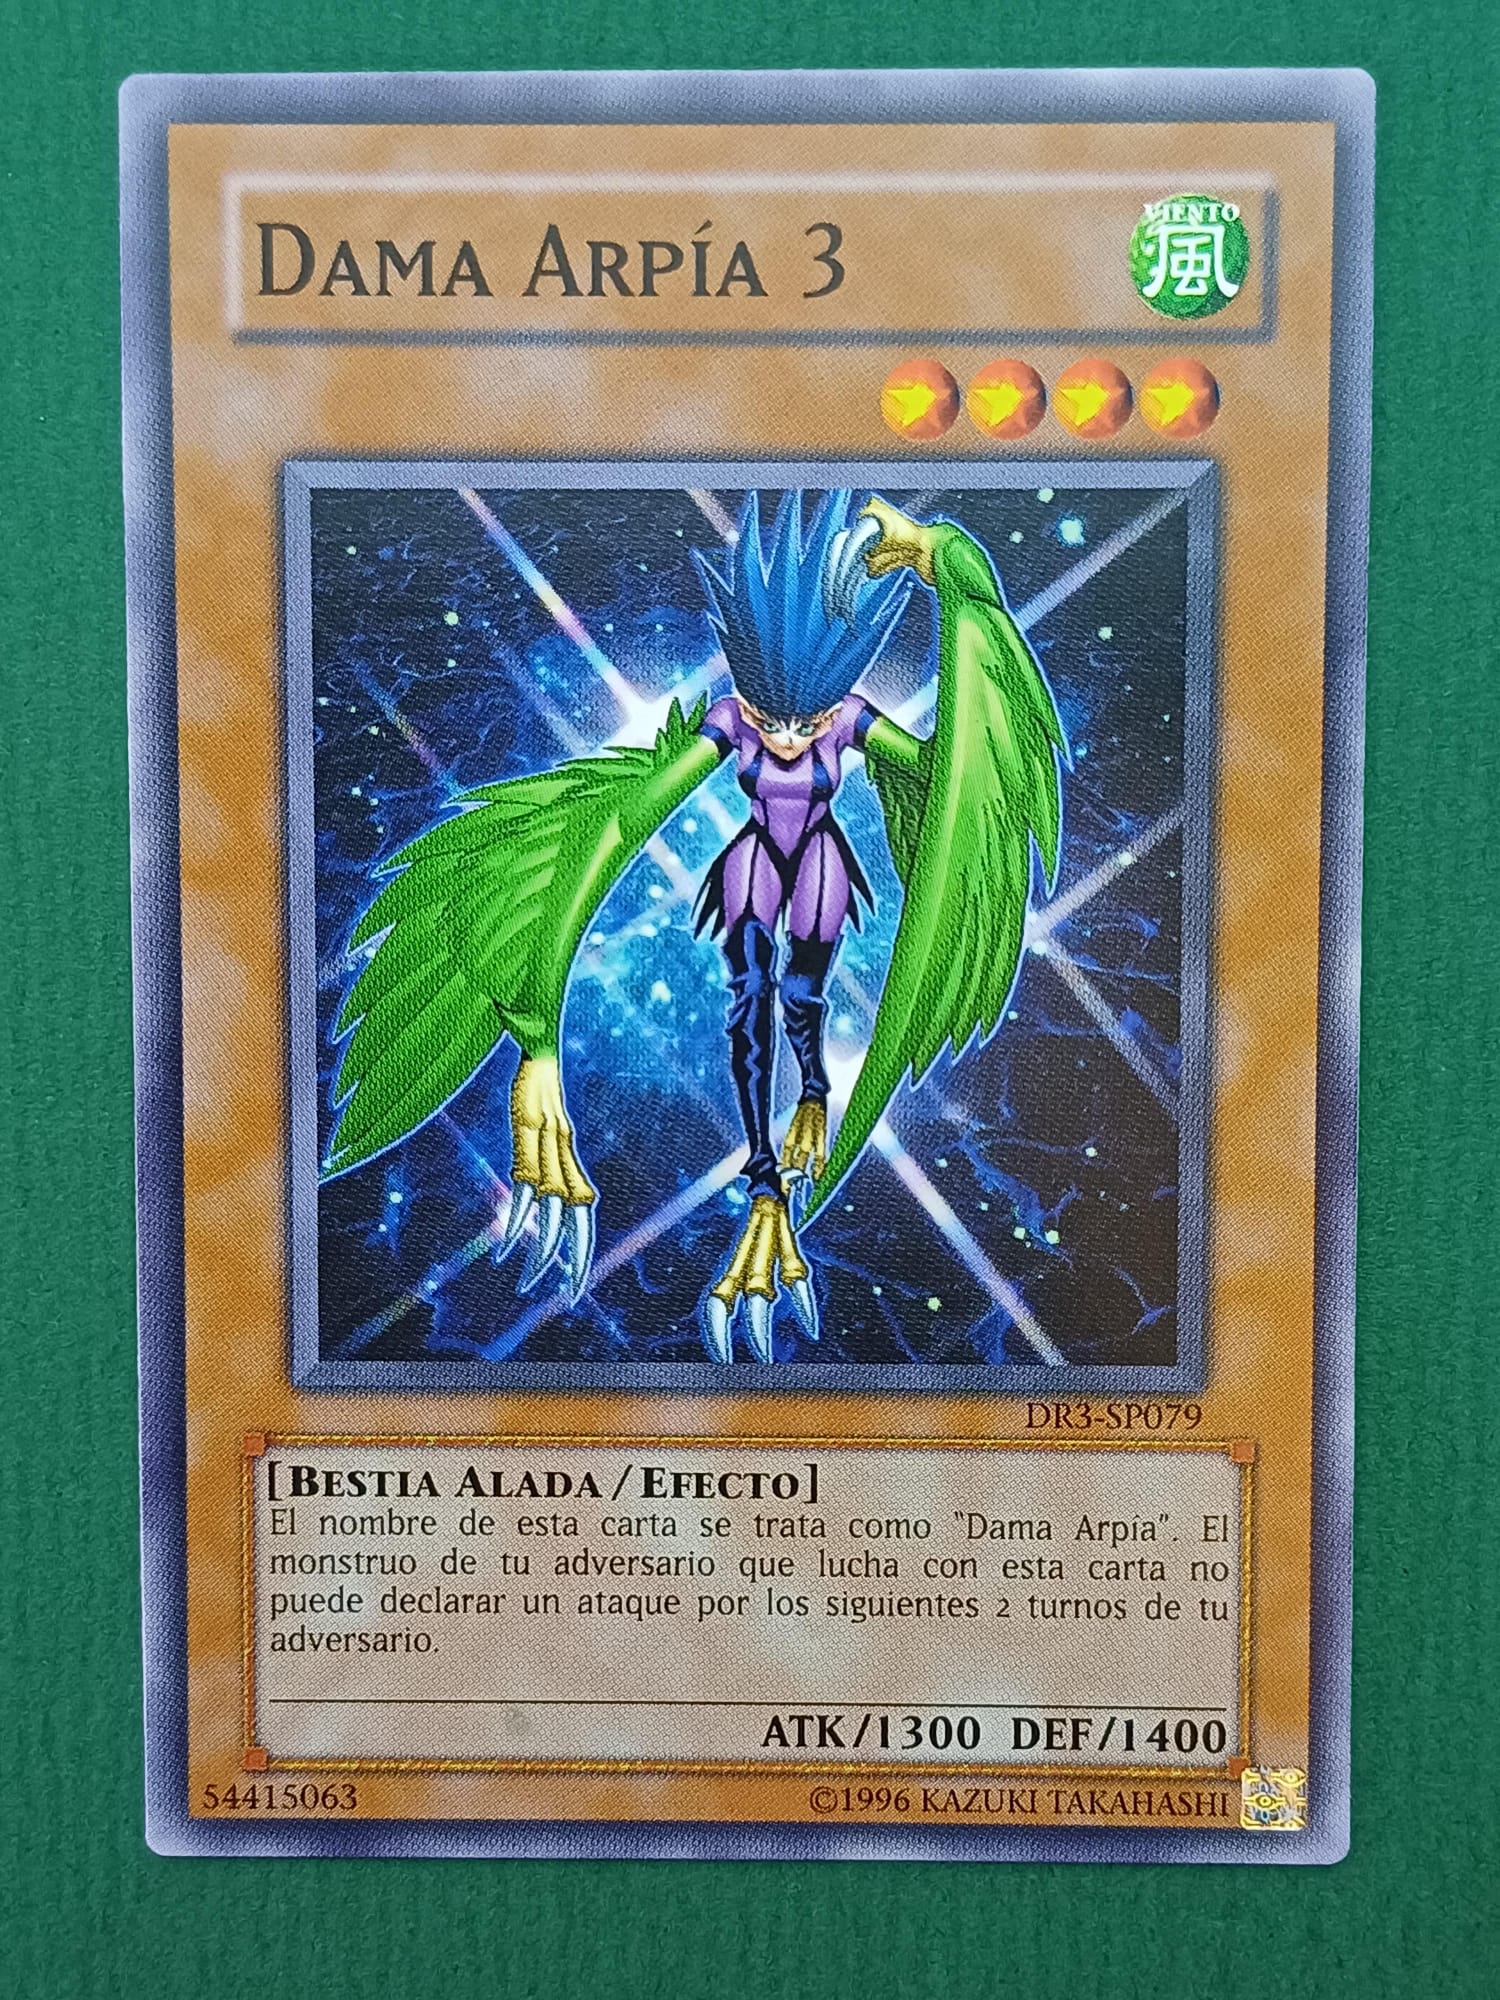 DAMA ARPÍA 3
VIENTO
風
DR3-SP079
[BESTIA ALADA/EFECTO]
El nombre de esta carta se trata como "Dama Arpía". El
monstruo de tu adversario que lucha con esta carta no
puede declarar un ataque por los siguientes 2 turnos de tu
adversario.
ATK/1300 DEF/1400
54415063
©1996 KAZUKI TAKAHASHI